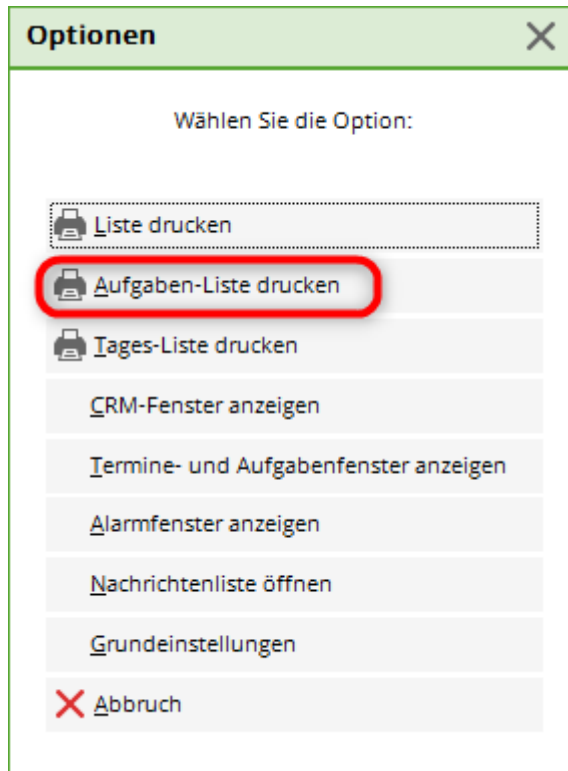 Optionen
Wählen Sie die Option:
Liste drucken
Aufgaben-Liste drucken
Tages-Liste drucken
CRM-Fenster anzeigen
Termine- und Aufgabenfenster anzeigen
Alarmfenster anzeigen
Nachrichtenliste öffnen
Grundeinstellungen
Abbruch